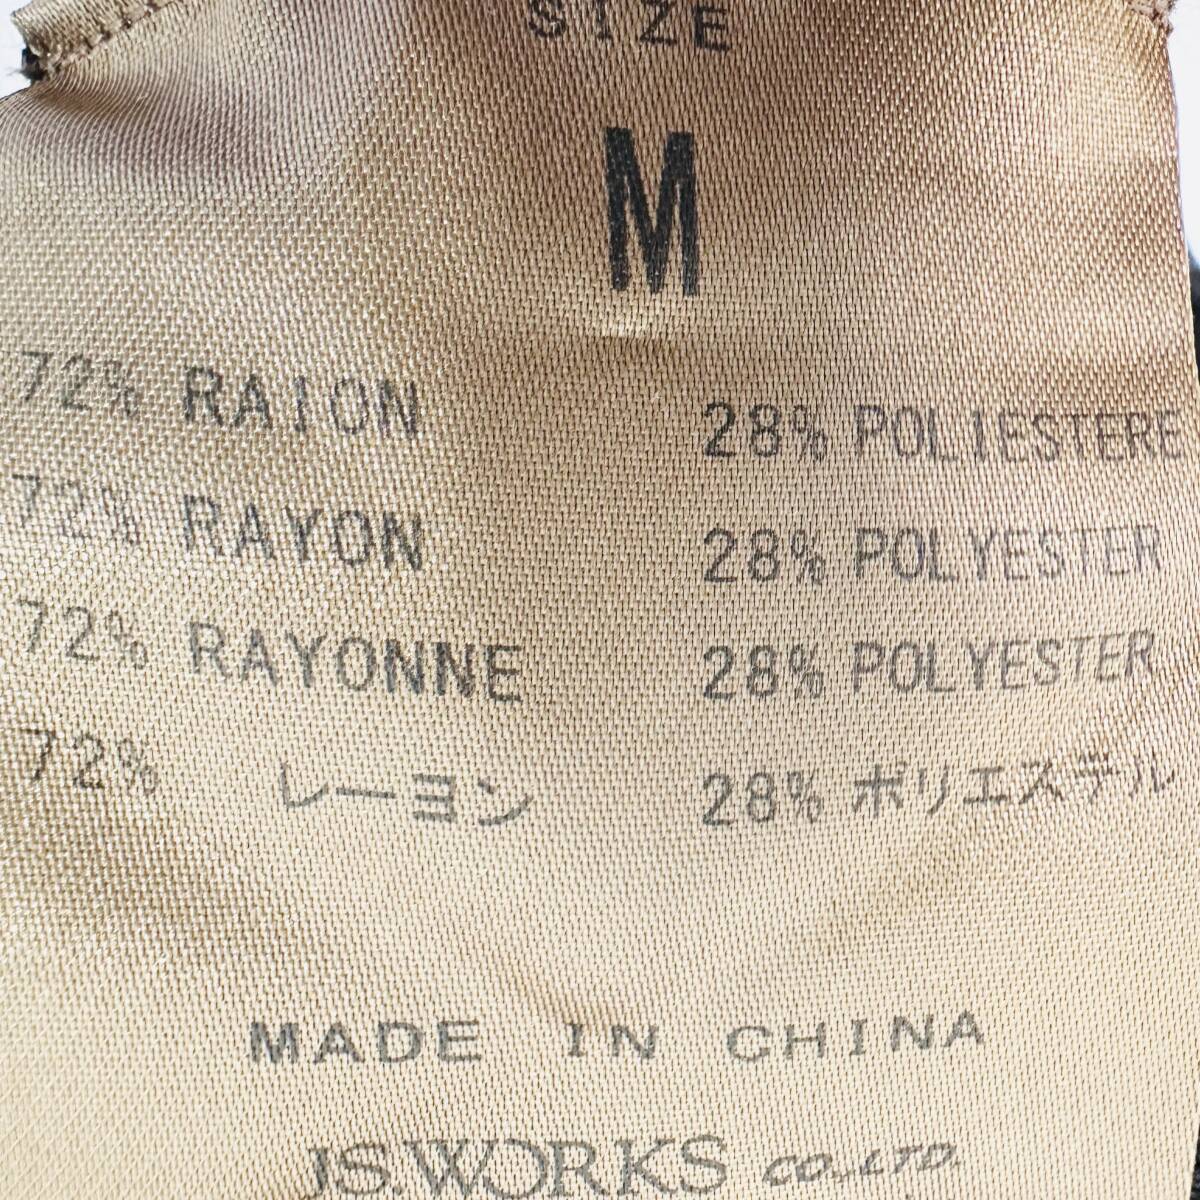 SIZE
M
72% RAION 28% POLIESTERE
72% RAYON 28% POLYESTER
72% RAYONNE 28% POLYESTER
72% レーヨン 28% ポリエステル
MADE IN CHINA
JS.WORKS CO.,LTD.